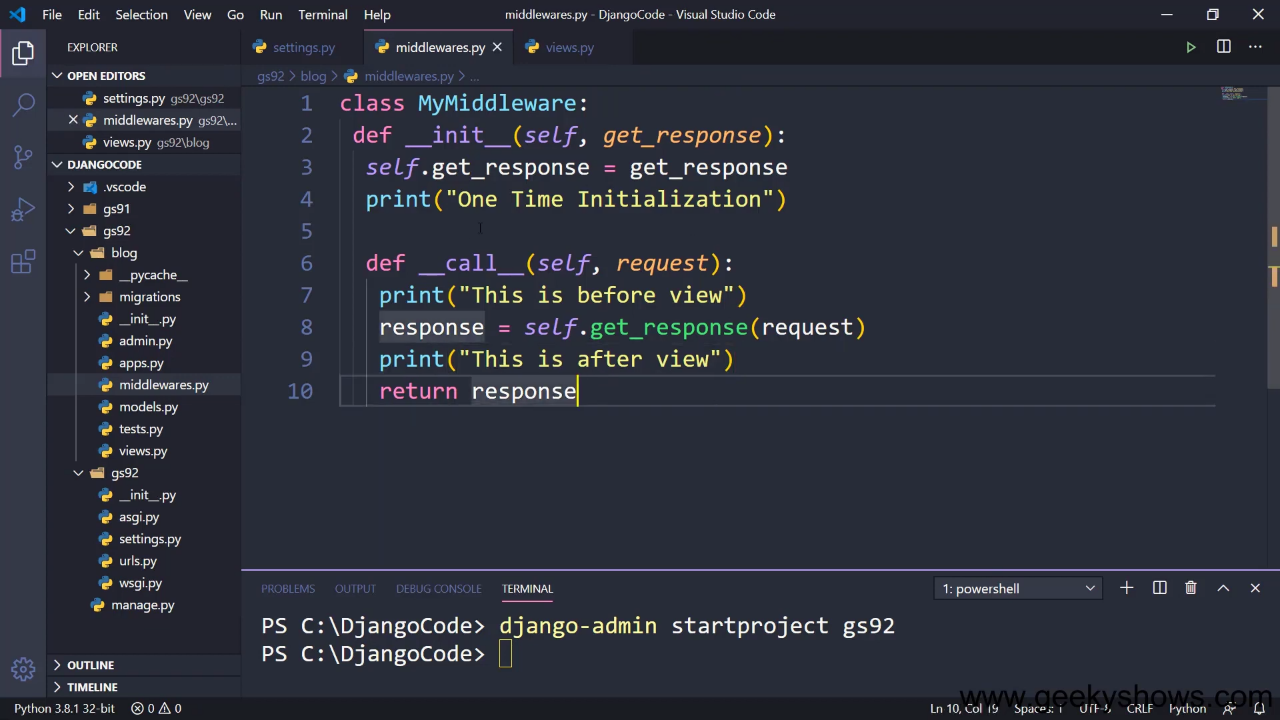 File Edit Selection View Go Run Terminal Help middlewares.py - DjangoCode - Visual Studio Code
EXPLORER
OPEN EDITORS
settings.py gs92\gs92
middlewares.py gs92\...
views.py gs92\blog
DJANGOCODE
.vscode
gs91
gs92
blog
__pycache__
migrations
__init__.py
admin.py
apps.py
middlewares.py
models.py
tests.py
views.py
gs92
__init__.py
asgi.py
settings.py
urls.py
wsgi.py
manage.py
OUTLINE
TIMELINE
settings.py middlewares.py views.py
gs92 > blog > middlewares.py > ...
1 class MyMiddleware:
2 def __init__(self, get_response):
3 self.get_response = get_response
4 print("One Time Initialization")
5
6 def __call__(self, request):
7 print("This is before view")
8 response = self.get_response(request)
9 print("This is after view")
10 return response
PROBLEMS OUTPUT DEBUG CONSOLE TERMINAL 1: powershell
PS C:\DjangoCode> django-admin startproject gs92
PS C:\DjangoCode>
www.geekyshows.com
Python 3.8.1 32-bit 0 0 Ln 10, Col 19 Spaces: 1 UTF-8 CRLF Python